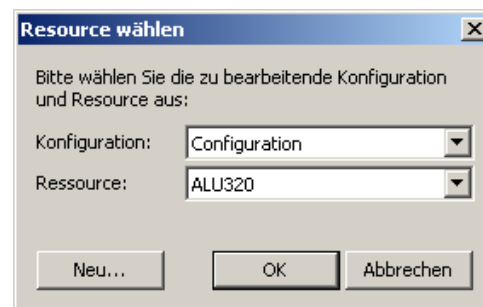 Resource wählen
Bitte wählen Sie die zu bearbeitende Konfiguration
und Resource aus:
Konfiguration: Configuration
Ressource: ALU320
Neu... OK Abbrechen